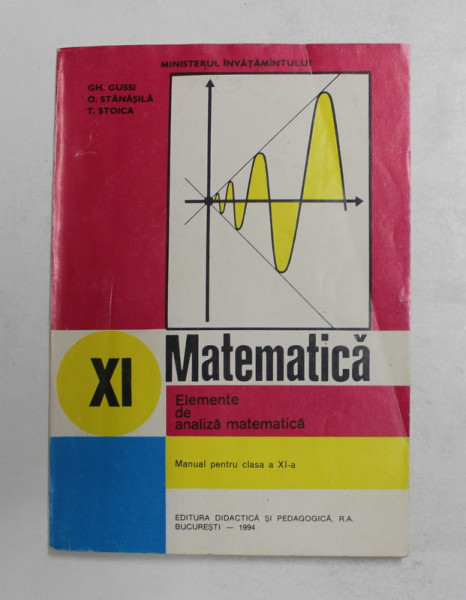 MINISTERUL ÎNVĂȚĂMÎNTULUI
GH. GUSSI
O. STĂNĂȘILĂ
T. STOICA
XI
Matematică
Elemente
de
analiză matematică
Manual pentru clasa a XI-a
EDITURA DIDACTICĂ ȘI PEDAGOGICĂ, R.A.
BUCUREȘTI — 1994